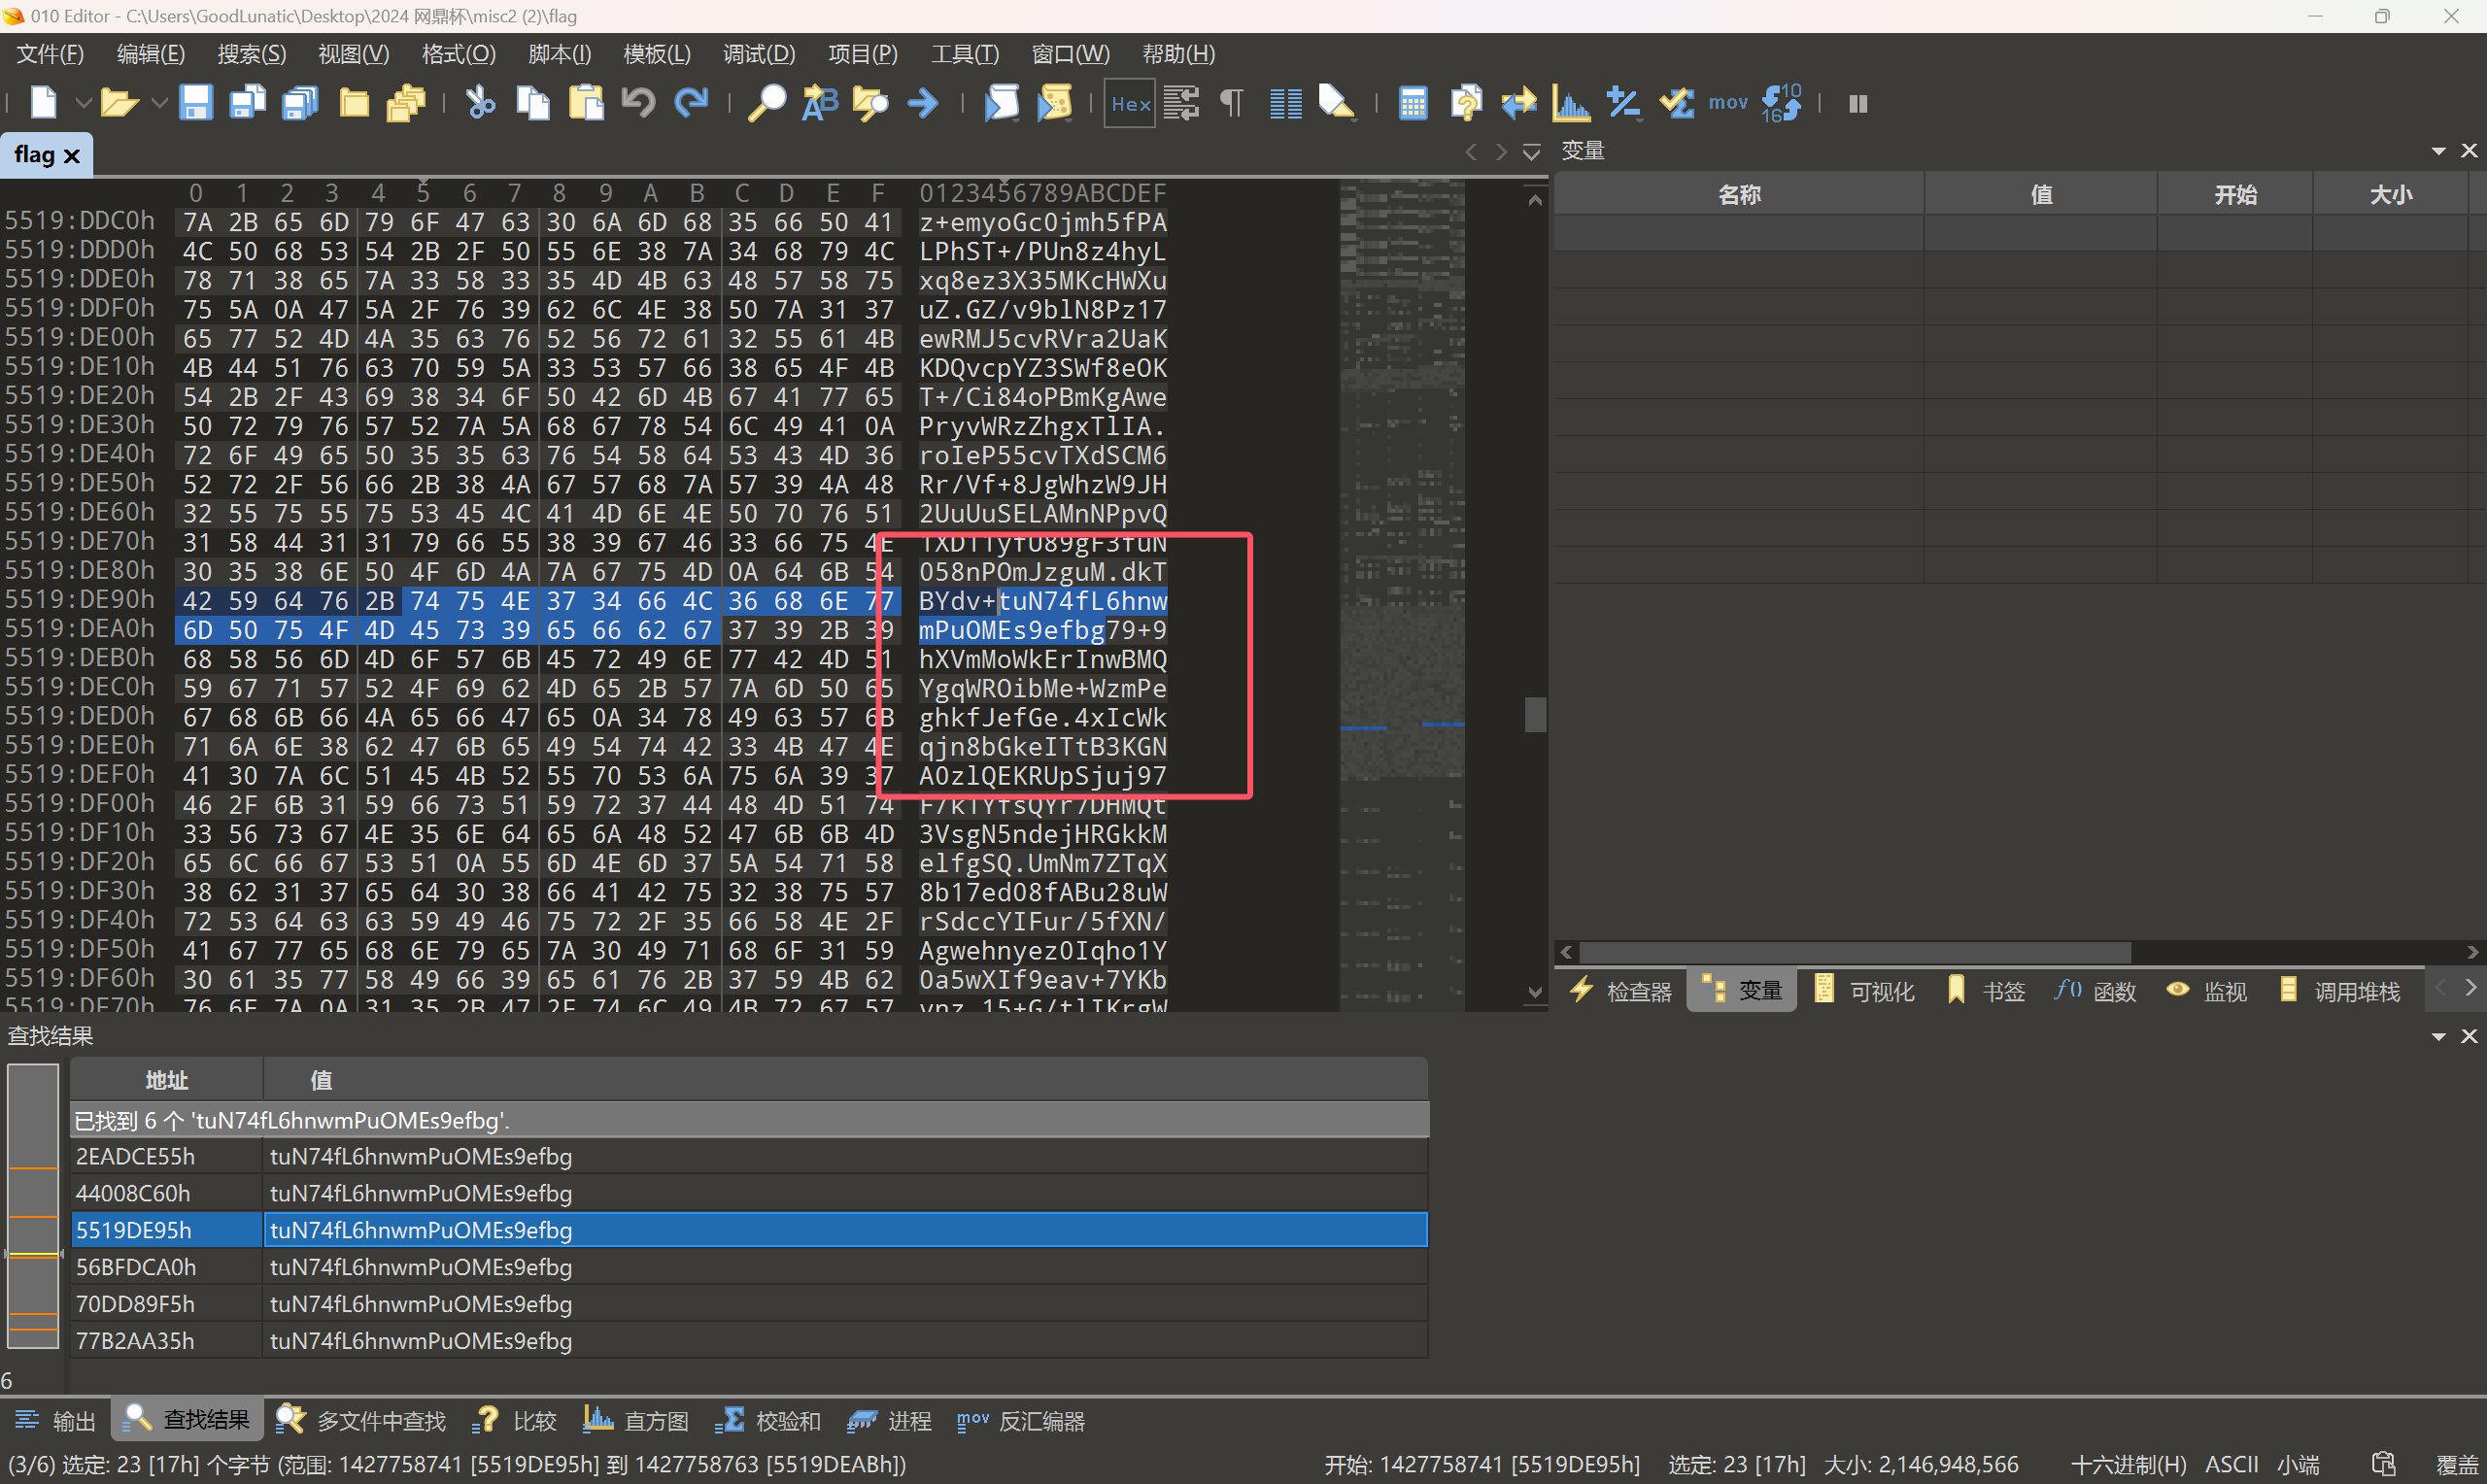 010 Editor - C:\Users\GoodLunatic\Desktop\2024 网鼎杯\misc2 (2)\flag
文件(F) 编辑(E) 搜索(S) 视图(V) 格式(O) 脚本(I) 模板(L) 调试(D) 项目(P) 工具(T) 窗口(W) 帮助(H)
Hex mov 10 16
flag
变量
0 1 2 3 4 5 6 7 8 9 A B C D E F 0123456789ABCDEF
名称 值 开始 大小
5519:DDC0h 7A 2B 65 6D 79 6F 47 63 30 6A 6D 68 35 66 50 41 z+emyoGc0jmh5fPA
5519:DDD0h 4C 50 68 53 54 2B 2F 50 55 6E 38 7A 34 68 79 4C LPhST+/PUn8z4hyL
5519:DDE0h 78 71 38 65 7A 33 58 33 35 4D 4B 63 48 57 58 75 xq8ez3X35MKcHWXu
5519:DDF0h 75 5A 0A 47 5A 2F 76 39 62 6C 4E 38 50 7A 31 37 uZ.GZ/v9blN8Pz17
5519:DE00h 65 77 52 4D 4A 35 63 76 52 56 72 61 32 55 61 4B ewRMJ5cvRVra2UaK
5519:DE10h 4B 44 51 76 63 70 59 5A 33 53 57 66 38 65 4F 4B KDQvcpYZ3SWf8eOK
5519:DE20h 54 2B 2F 43 69 38 34 6F 50 42 6D 4B 67 41 77 65 T+/Ci84oPBmKgAwe
5519:DE30h 50 72 79 76 57 52 7A 5A 68 67 78 54 6C 49 41 0A PryvWRzZhgxTlIA.
5519:DE40h 72 6F 49 65 50 35 35 63 76 54 58 64 53 43 4D 36 roIeP55cvTXdSCM6
5519:DE50h 52 72 2F 56 66 2B 38 4A 67 57 68 7A 57 39 4A 48 Rr/Vf+8JgWhzW9JH
5519:DE60h 32 55 75 55 75 53 45 4C 41 4D 6E 4E 50 70 76 51 2UuUuSELAMnNPpvQ
5519:DE70h 31 58 44 31 31 79 66 55 38 39 67 46 33 66 75 4E 1XD11yfU89gF3fuN
5519:DE80h 30 35 38 6E 50 4F 6D 4A 7A 67 75 4D 0A 64 6B 54 058nPOmJzguM.dkT
5519:DE90h 42 59 64 76 2B 74 75 4E 37 34 66 4C 36 68 6E 77 BYdv+tuN74fL6hnw
5519:DEA0h 6D 50 75 4F 4D 45 73 39 65 66 62 67 37 39 2B 39 mPuOMEs9efbg79+9
5519:DEB0h 68 58 56 6D 4D 6F 57 6B 45 72 49 6E 77 42 4D 51 hXVmMoWkErInwBMQ
5519:DEC0h 59 67 71 57 52 4F 69 62 4D 65 2B 57 7A 6D 50 65 YgqWROibMe+WzmPe
5519:DED0h 67 68 6B 66 4A 65 66 47 65 0A 34 78 49 63 57 6B ghkfJefGe.4xIcWk
5519:DEE0h 71 6A 6E 38 62 47 6B 65 49 54 74 42 33 4B 47 4E qjn8bGkeITtB3KGN
5519:DEF0h 41 30 7A 6C 51 45 4B 52 55 70 53 6A 75 6A 39 37 A0zlQEKRUpSjuj97
5519:DF00h 46 2F 6B 31 59 66 73 51 59 72 37 44 48 4D 51 74 F/k1YfsQYr7DHMQt
5519:DF10h 33 56 73 67 4E 35 6E 64 65 6A 48 52 47 6B 6B 4D 3VsgN5ndejHRGkkM
5519:DF20h 65 6C 66 67 53 51 0A 55 6D 4E 6D 37 5A 54 71 58 elfgSQ.UmNm7ZTqX
5519:DF30h 38 62 31 37 65 64 30 38 66 41 42 75 32 38 75 57 8b17ed08fABu28uW
5519:DF40h 72 53 64 63 63 59 49 46 75 72 2F 35 66 58 4E 2F rSdccYIFur/5fXN/
5519:DF50h 41 67 77 65 68 6E 79 65 7A 30 49 71 68 6F 31 59 Agwehnyez0Iqho1Y
5519:DF60h 30 61 35 77 58 49 66 39 65 61 76 2B 37 59 4B 62 0a5wXIf9eav+7YKb
5519:DF70h 76 6E 7A 0A 31 35 2B 47 2F 74 6C 49 4B 72 67 57 vnz.15+G/tlIKrgW
检查器 变量 可视化 书签 f() 函数 监视 调用堆栈
查找结果
地址 值
已找到 6 个 'tuN74fL6hnwmPuOMEs9efbg'.
2EADCE55h tuN74fL6hnwmPuOMEs9efbg
44008C60h tuN74fL6hnwmPuOMEs9efbg
5519DE95h tuN74fL6hnwmPuOMEs9efbg
56BFDCA0h tuN74fL6hnwmPuOMEs9efbg
70DD89F5h tuN74fL6hnwmPuOMEs9efbg
77B2AA35h tuN74fL6hnwmPuOMEs9efbg
6
输出 查找结果 多文件中查找 比较 直方图 校验和 进程 mov 反汇编器
(3/6) 选定: 23 [17h] 个字节 (范围: 1427758741 [5519DE95h] 到 1427758763 [5519DEABh]) 开始: 1427758741 [5519DE95h] 选定: 23 [17h] 大小: 2,146,948,566 十六进制(H) ASCII 小端 覆盖